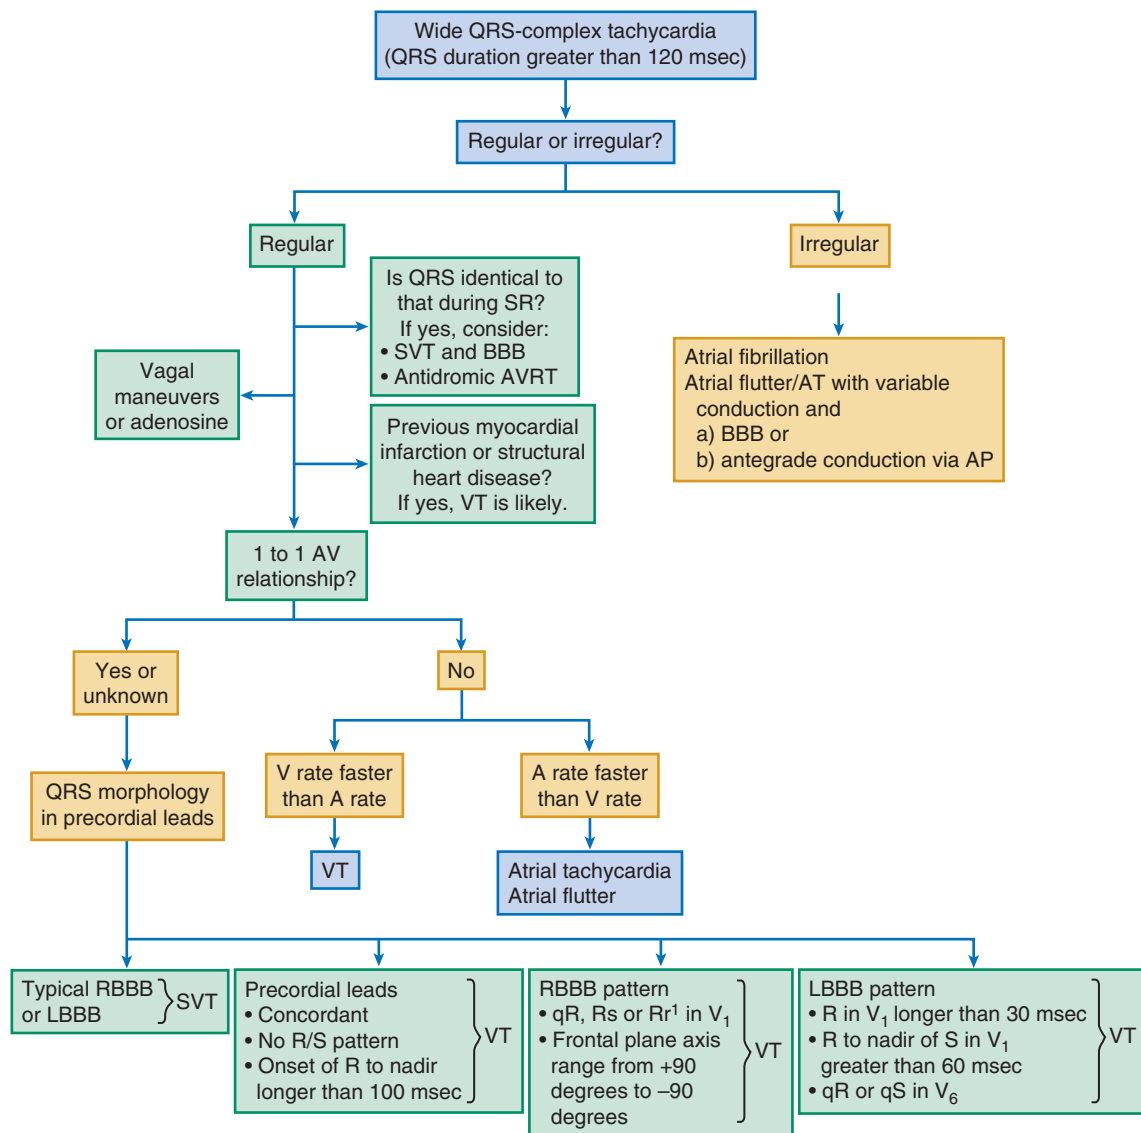 Wide QRS-complex tachycardia
(QRS duration greater than 120 msec)
Regular or irregular?
Regular
Irregular
Is QRS identical to
that during SR?
If yes, consider:
• SVT and BBB
• Antidromic AVRT
Vagal
maneuvers
or adenosine
Previous myocardial
infarction or structural
heart disease?
If yes, VT is likely.
Atrial fibrillation
Atrial flutter/AT with variable
conduction and
a) BBB or
b) antegrade conduction via AP
1 to 1 AV
relationship?
Yes or
unknown
No
QRS morphology
in precordial leads
V rate faster
than A rate
A rate faster
than V rate
VT
Atrial tachycardia
Atrial flutter
Typical RBBB
or LBBB
SVT
Precordial leads
• Concordant
• No R/S pattern
• Onset of R to nadir
longer than 100 msec
VT
RBBB pattern
• qR, Rs or Rr¹ in V₁
• Frontal plane axis
range from +90
degrees to –90
degrees
VT
LBBB pattern
• R in V₁ longer than 30 msec
• R to nadir of S in V₁
greater than 60 msec
• qR or qS in V₆
VT